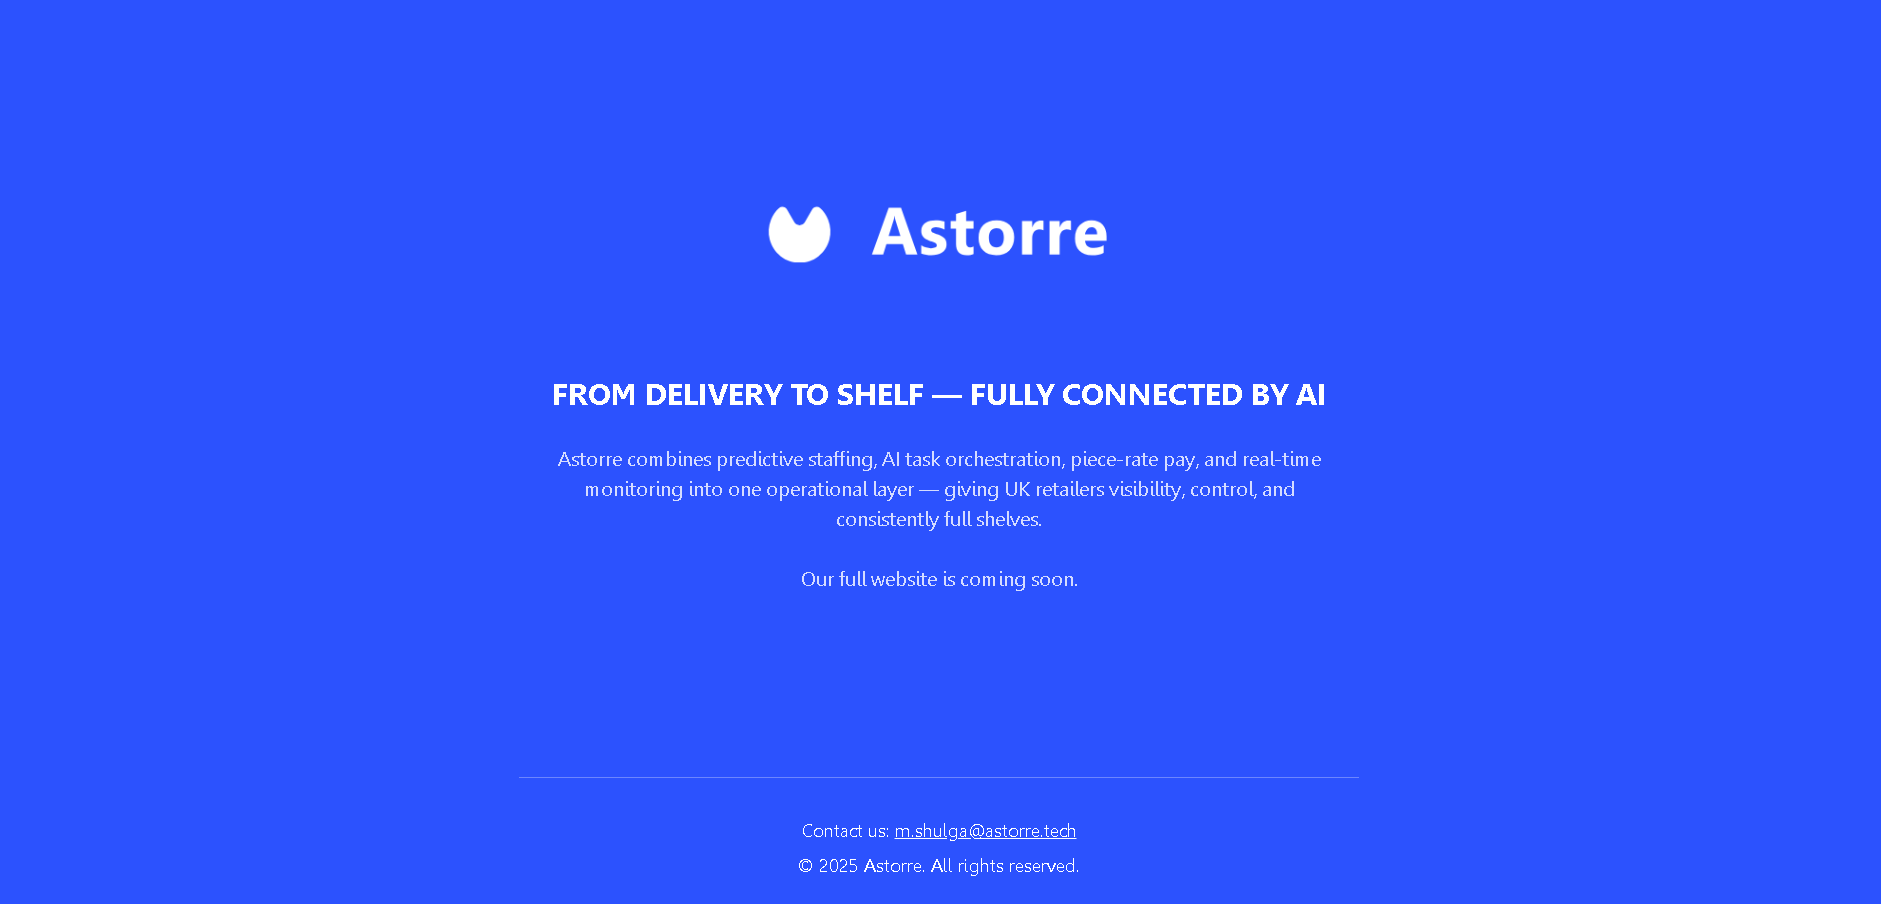 Astorre
FROM DELIVERY TO SHELF — FULLY CONNECTED BY AI
Astorre combines predictive staffing, AI task orchestration, piece-rate pay, and real-time
monitoring into one operational layer — giving UK retailers visibility, control, and
consistently full shelves.
Our full website is coming soon.
Contact us: m.shulga@astorre.tech
© 2025 Astorre. All rights reserved.